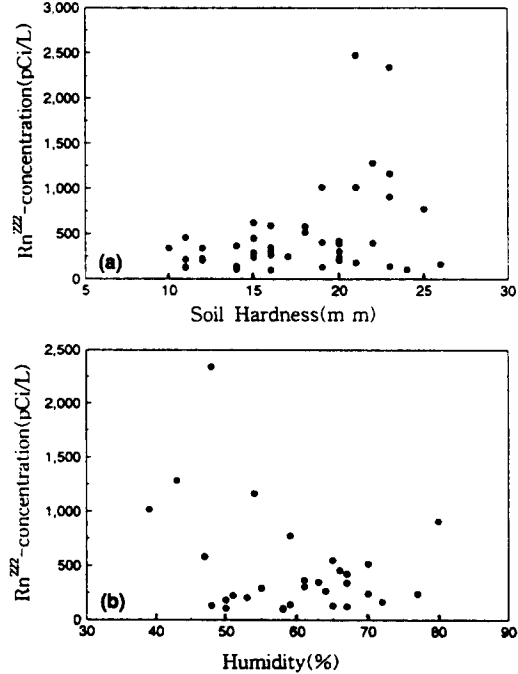 3,000
2,500
2,000
1,500
1,000
500
0
Rn²²²-concentration(pCi/L)
(a)
5 10 15 20 25 30
Soil Hardness(m m)
2,500
2,000
1,500
1,000
500
0
Rn²²²-concentration(pCi/L)
(b)
30 40 50 60 70 80 90
Humidity(%)